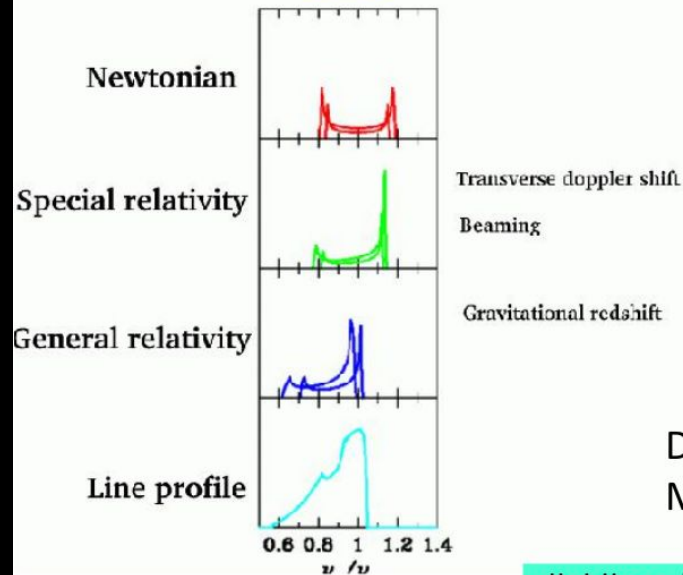 Newtonian
Special relativity
Transverse doppler shift
Beaming
General relativity
Gravitational redshift
Line profile
0.6 0.8 1 1.2 1.4
ν /ν
D
M